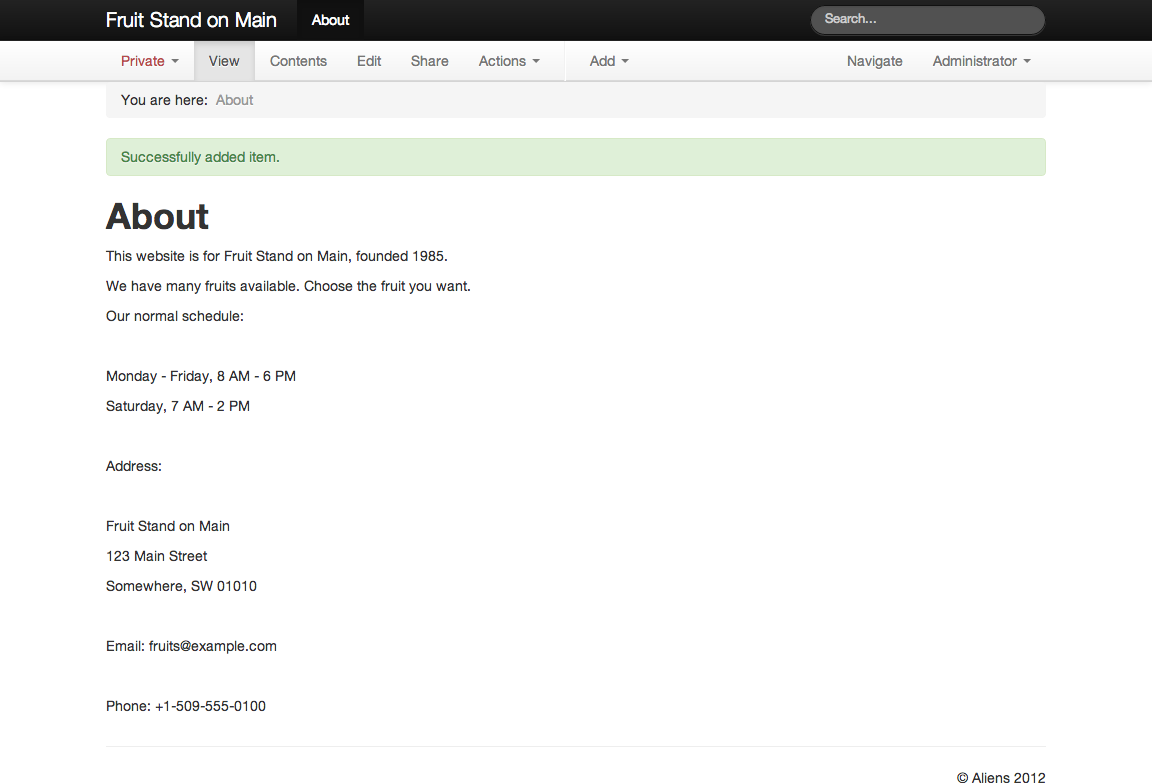 Fruit Stand on Main About Search...
Private View Contents Edit Share Actions Add Navigate Administrator
You are here: About
Successfully added item.
About
This website is for Fruit Stand on Main, founded 1985.
We have many fruits available. Choose the fruit you want.
Our normal schedule:
Monday - Friday, 8 AM - 6 PM
Saturday, 7 AM - 2 PM
Address:
Fruit Stand on Main
123 Main Street
Somewhere, SW 01010
Email: fruits@example.com
Phone: +1-509-555-0100
© Aliens 2012